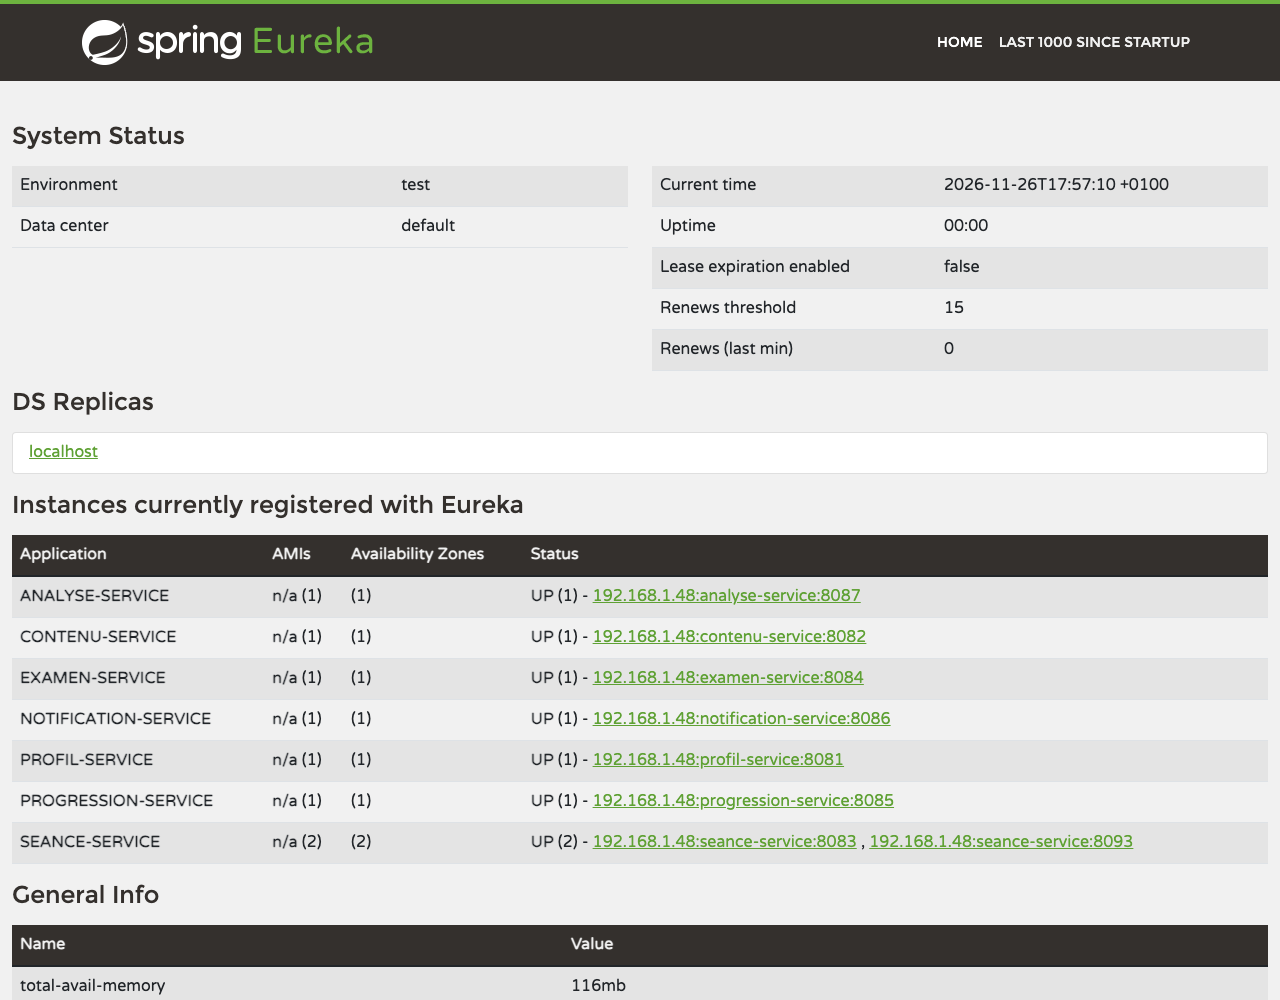 spring Eureka
HOME LAST 1000 SINCE STARTUP
System Status
Environment test
Data center default
Current time 2026-11-26T17:57:10 +0100
Uptime 00:00
Lease expiration enabled false
Renews threshold 15
Renews (last min) 0
DS Replicas
localhost
Instances currently registered with Eureka
Application AMIs Availability Zones Status
ANALYSE-SERVICE n/a (1) (1) UP (1) - 192.168.1.48:analyse-service:8087
CONTENU-SERVICE n/a (1) (1) UP (1) - 192.168.1.48:contenu-service:8082
EXAMEN-SERVICE n/a (1) (1) UP (1) - 192.168.1.48:examen-service:8084
NOTIFICATION-SERVICE n/a (1) (1) UP (1) - 192.168.1.48:notification-service:8086
PROFIL-SERVICE n/a (1) (1) UP (1) - 192.168.1.48:profil-service:8081
PROGRESSION-SERVICE n/a (1) (1) UP (1) - 192.168.1.48:progression-service:8085
SEANCE-SERVICE n/a (2) (2) UP (2) - 192.168.1.48:seance-service:8083 , 192.168.1.48:seance-service:8093
General Info
Name Value
total-avail-memory 116mb